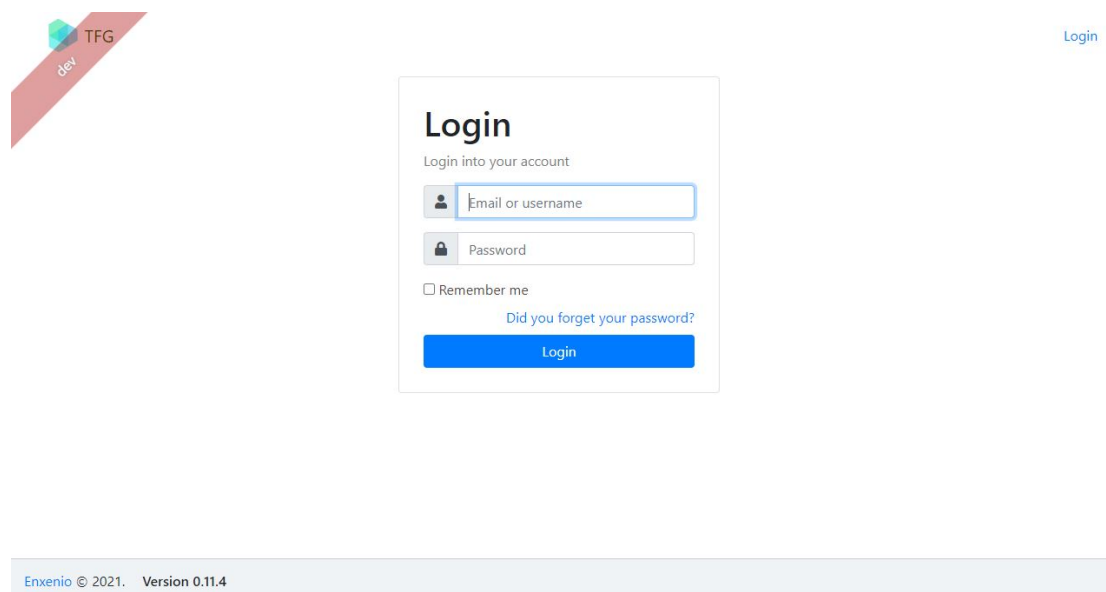 TFG
Login
dev
Login
Login into your account
Email or username
Password
Remember me
Did you forget your password?
Login
Enxenio © 2021. Version 0.11.4